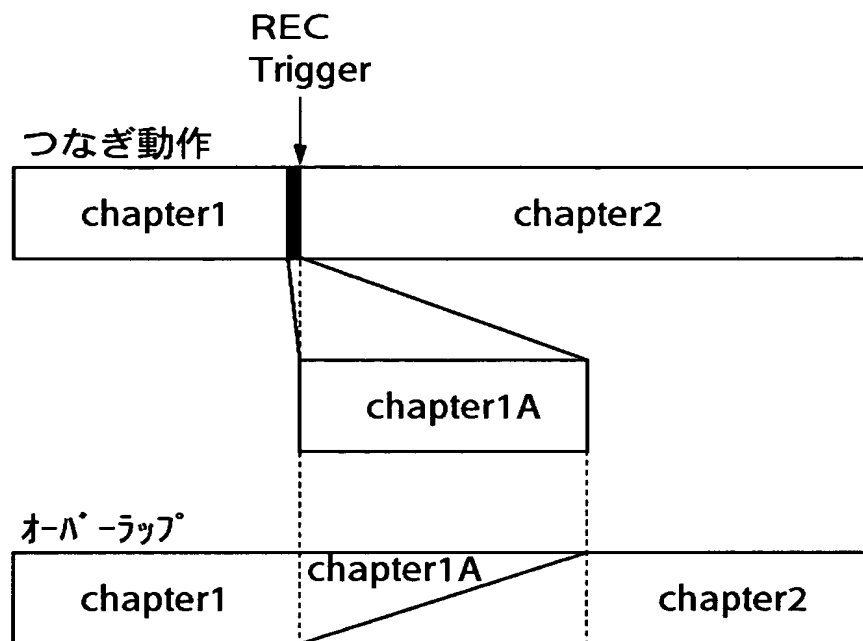 REC
Trigger
つなぎ動作
chapter1 chapter2
chapter1A
ｵｰﾊﾞｰﾗｯﾌﾟ
chapter1A
chapter1 chapter2